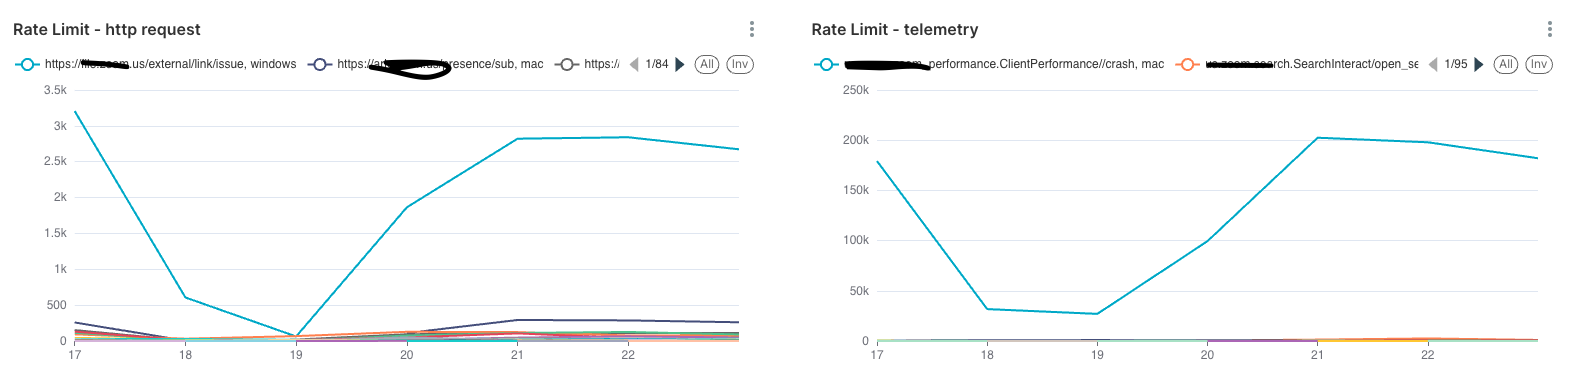 Rate Limit - http request
https:// .us/external/link/issue, windows
https:// presence/sub, mac
https:/
1/84
All
Inv
3.5k
3k
2.5k
2k
1.5k
1k
500
0
17 18 19 20 21 22
Rate Limit - telemetry
performance.ClientPerformance//crash, mac
rch.SearchInteract/open_se
1/95
All
Inv
250k
200k
150k
100k
50k
0
17 18 19 20 21 22